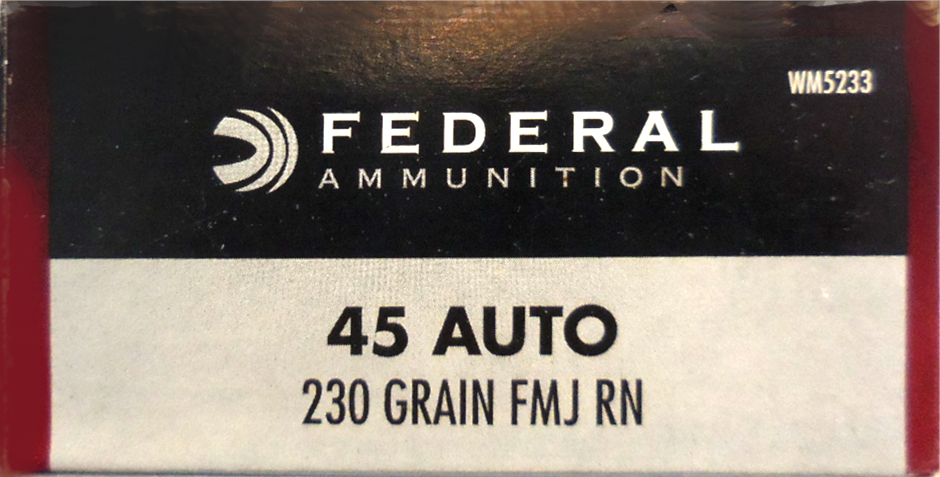 WM5233
FEDERAL
AMMUNITION
45 AUTO
230 GRAIN FMJ RN